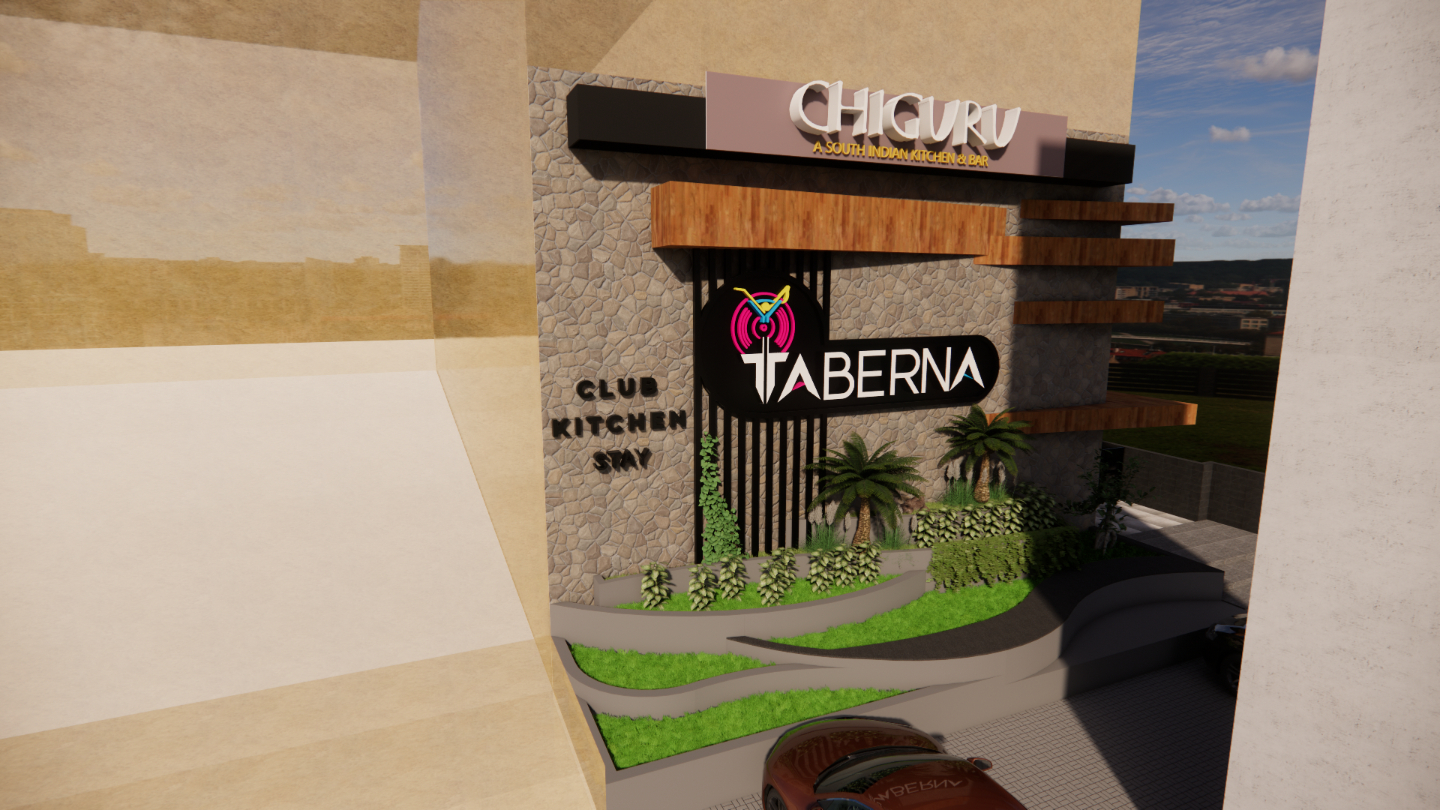 CHIGURU
A SOUTH INDIAN KITCHEN & BAR
TABERNA
CLUB
KITCHEN
STAY
TABERNA